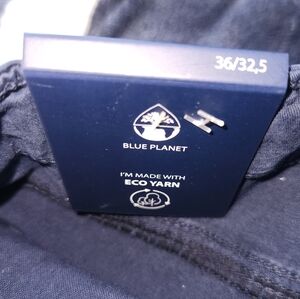 36/32,5
BLUE PLANET
I'M MADE WITH
ECO YARN